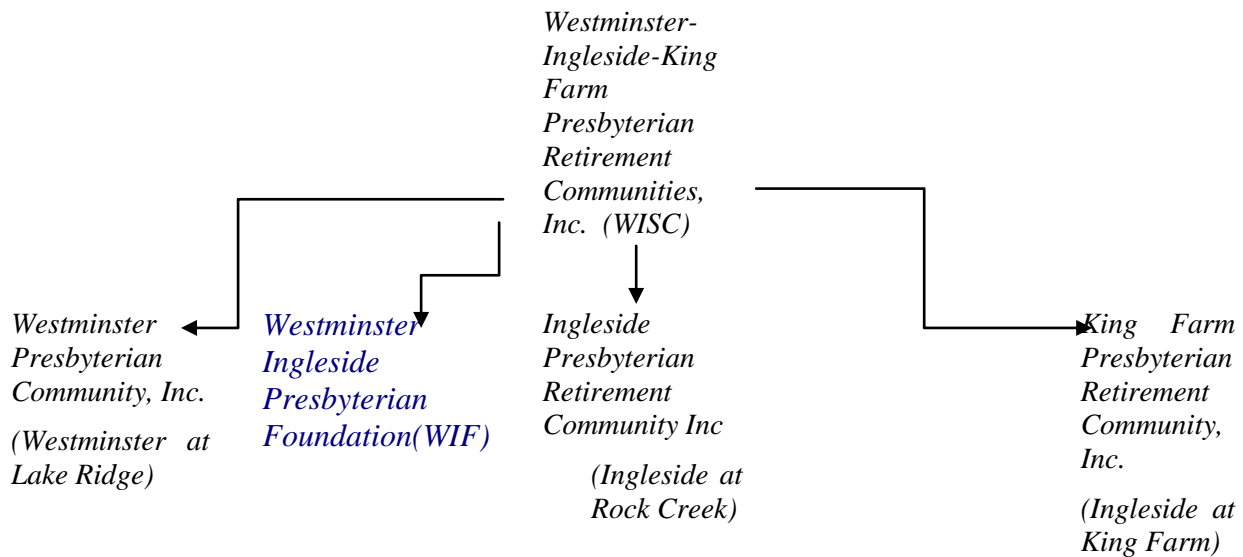 Westminster-
Ingleside-King
Farm
Presbyterian
Retirement
Communities,
Inc. (WISC)
Westminster
Presbyterian
Community, Inc.
(Westminster at
Lake Ridge)
Westminster
Ingleside
Presbyterian
Foundation(WIF)
Ingleside
Presbyterian
Retirement
Community Inc
(Ingleside at
Rock Creek)
King Farm
Presbyterian
Retirement
Community,
Inc.
(Ingleside at
King Farm)